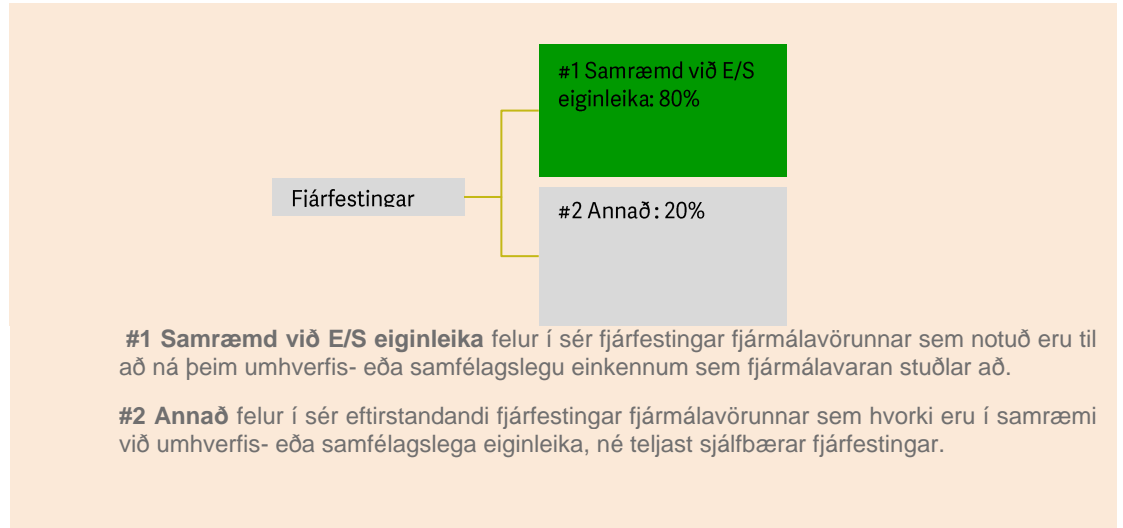 #1 Samræmd við E/S
eiginleika: 80%
Fjárfestingar
#2 Annað: 20%
#1 Samræmd við E/S eiginleika felur í sér fjárfestingar fjármálavörunnar sem notuð eru til
að ná þeim umhverfis- eða samfélagslegu einkennum sem fjármálavaran stuðlar að.
#2 Annað felur í sér eftirstandandi fjárfestingar fjármálavörunnar sem hvorki eru í samræmi
við umhverfis- eða samfélagslega eiginleika, né teljast sjálfbærar fjárfestingar.